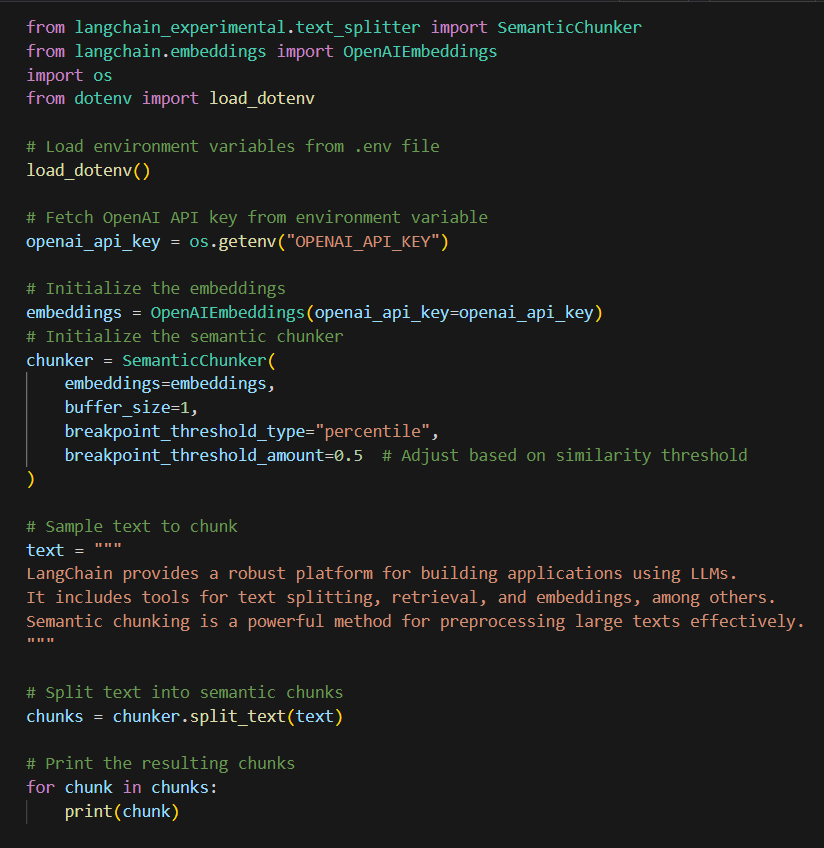 from langchain_experimental.text_splitter import SemanticChunker
from langchain.embeddings import OpenAIEmbeddings
import os
from dotenv import load_dotenv

# Load environment variables from .env file
load_dotenv()

# Fetch OpenAI API key from environment variable
openai_api_key = os.getenv("OPENAI_API_KEY")

# Initialize the embeddings
embeddings = OpenAIEmbeddings(openai_api_key=openai_api_key)
# Initialize the semantic chunker
chunker = SemanticChunker(
    embeddings=embeddings,
    buffer_size=1,
    breakpoint_threshold_type="percentile",
    breakpoint_threshold_amount=0.5  # Adjust based on similarity threshold
)

# Sample text to chunk
text = """
LangChain provides a robust platform for building applications using LLMs.
It includes tools for text splitting, retrieval, and embeddings, among others.
Semantic chunking is a powerful method for preprocessing large texts effectively.
"""

# Split text into semantic chunks
chunks = chunker.split_text(text)

# Print the resulting chunks
for chunk in chunks:
    print(chunk)